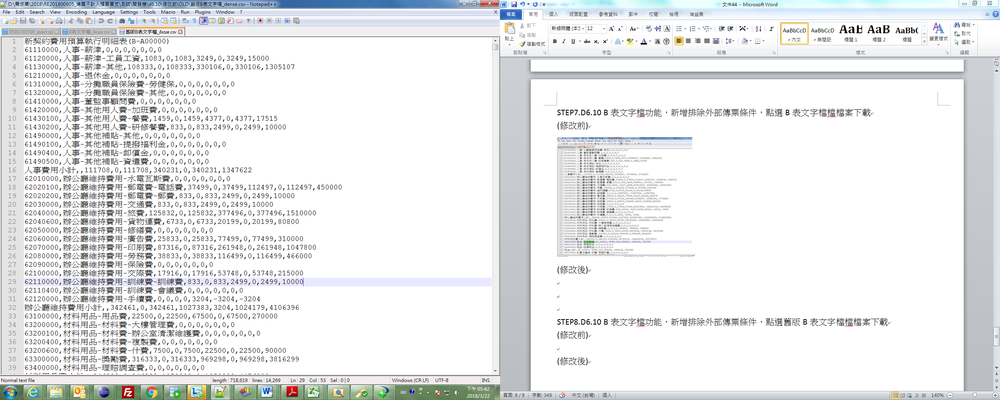 D:\需求單\2018\RE201800605_傳票不計入預算實支\測試\開發機\d6.10\修改前\OLD\舊版B表文字檔_dense.csv - Notepad++
File Edit Search View Encoding Language Settings Tools Macro Run Plugins Window ? X
TF201705528_insert.sql B表文字檔_dense.csv 舊版B表文字檔_dense.csv
1 新契約費用預算執行明細表(B-A00000)
2 61110000,人事-薪津,0,0,0,0,0,0,0
3 61120000,人事-薪津-工員工資,1083,0,1083,3249,0,3249,15000
4 61130000,人事-薪津-其他,108333,0,108333,330106,0,330106,1305107
5 61210000,人事-退休金,0,0,0,0,0,0,0
6 61310000,人事-分攤職員保險費-勞健保,0,0,0,0,0,0,0
7 61320000,人事-分攤職員保險費-其他,0,0,0,0,0,0,0
8 61410000,人事-董監事顧問費,0,0,0,0,0,0,0
9 61420000,人事-其他用人費-加班費,0,0,0,0,0,0,0
10 61430100,人事-其他用人費-餐費,1459,0,1459,4377,0,4377,17515
11 61430200,人事-其他用人費-研修餐費,833,0,833,2499,0,2499,10000
12 61490000,人事-其他補貼-其他,0,0,0,0,0,0,0
13 61490100,人事-其他補貼-提撥福利金,0,0,0,0,0,0,0
14 61490400,人事-其他補貼-卹償金,0,0,0,0,0,0,0
15 61490500,人事-其他補貼-資遣費,0,0,0,0,0,0,0
16 人事費用小計,,111708,0,111708,340231,0,340231,1347622
17 62010000,辦公廳維持費用-水電瓦斯費,0,0,0,0,0,0,0
18 62020100,辦公廳維持費用-郵電費-電話費,37499,0,37499,112497,0,112497,450000
19 62020200,辦公廳維持費用-郵電費-郵費,833,0,833,2499,0,2499,10000
20 62030000,辦公廳維持費用-交通費,833,0,833,2499,0,2499,10000
21 62040000,辦公廳維持費用-旅費,125832,0,125832,377496,0,377496,1510000
22 62040600,辦公廳維持費用-貨物運費,6733,0,6733,20199,0,20199,80800
23 62050000,辦公廳維持費用-修繕費,0,0,0,0,0,0,0
24 62060000,辦公廳維持費用-廣告費,25833,0,25833,77499,0,77499,310000
25 62070000,辦公廳維持費用-印刷費,87316,0,87316,261948,0,261948,1047800
26 62080000,辦公廳維持費用-勞務費,38833,0,38833,116499,0,116499,466000
27 62090000,辦公廳維持費用-保險費,0,0,0,0,0,0,0
28 62100000,辦公廳維持費用-交際費,17916,0,17916,53748,0,53748,215000
29 62110000,辦公廳維持費用-訓練費-訓練費,833,0,833,2499,0,2499,10000
30 62110400,辦公廳維持費用-訓練費-會議費,0,0,0,0,0,0,0
31 62120000,辦公廳維持費用-手續費,0,0,0,0,3204,-3204,-3204
32 辦公廳維持費用小計,,342461,0,342461,1027383,3204,1024179,4106396
33 63100000,材料用品-用品費,22500,0,22500,67500,0,67500,270000
34 63200000,材料用品-材料費-大樓管理費,0,0,0,0,0,0,0
35 63200100,材料用品-材料費-辦公室清潔維護費,0,0,0,0,0,0,0
36 63200400,材料用品-材料費-複製費,0,0,0,0,0,0,0
37 63200600,材料用品-材料費-什費,7500,0,7500,22500,0,22500,90000
38 63300000,材料用品-獎勵費,316333,0,316333,969298,0,969298,3816299
39 63400000,材料用品-理賠調查費,0,0,0,0,0,0,0
Normal text file length : 718,619 lines : 14,269 Ln : 29 Col : 53 Sel : 0 | 0 Windows (CR LF) UTF-8 INS
下午 05:42
2018/3/22
文件44 - Microsoft Word
檔案 常用 插入 版面配置 參考資料 郵件 校閱 檢視 增益集
貼上 剪下 複製 複製格式 剪貼簿
新細明體 (本文 12 字型
段落
AaBbCcD 內文 AaBbCcD 無間距 AaBb 標題 1 AaB 標題 2 AaBbC 標題 變更樣式 樣式
尋找 取代 選取 編輯
STEP7.D6.10 B 表文字檔功能，新增排除外部傳票條件，點選 B 表文字檔檔檔案下載
(修改前)
(修改後)
STEP8.D6.10 B 表文字檔功能，新增排除外部傳票條件，點選舊版 B 表文字檔檔檔案下載
(修改前)
(修改後)
頁面: 8 / 8 字數: 349 中文 (台灣) 插入 140%